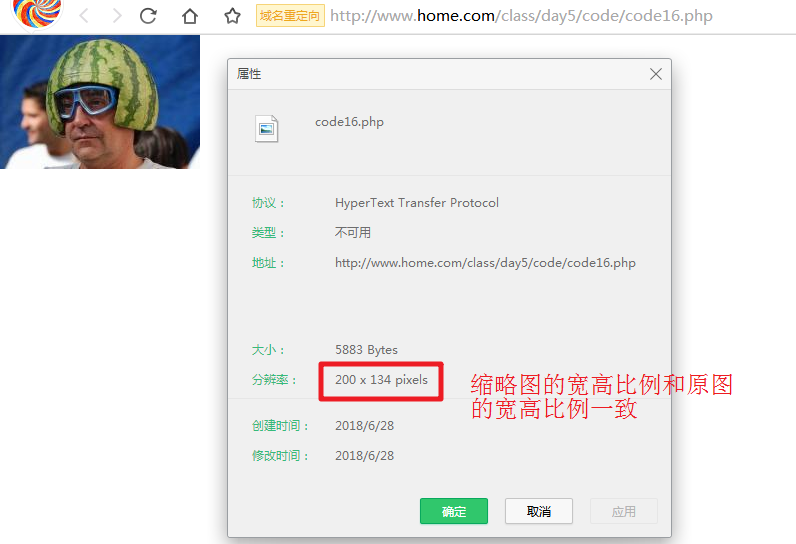 域名重定向 http://www.home.com/class/day5/code/code16.php
属性
code16.php
协议： HyperText Transfer Protocol
类型： 不可用
地址： http://www.home.com/class/day5/code/code16.php
大小： 5883 Bytes
分辨率： 200 x 134 pixels
缩略图的宽高比例和原图
的宽高比例一致
创建时间： 2018/6/28
修改时间： 2018/6/28
确定 取消 应用